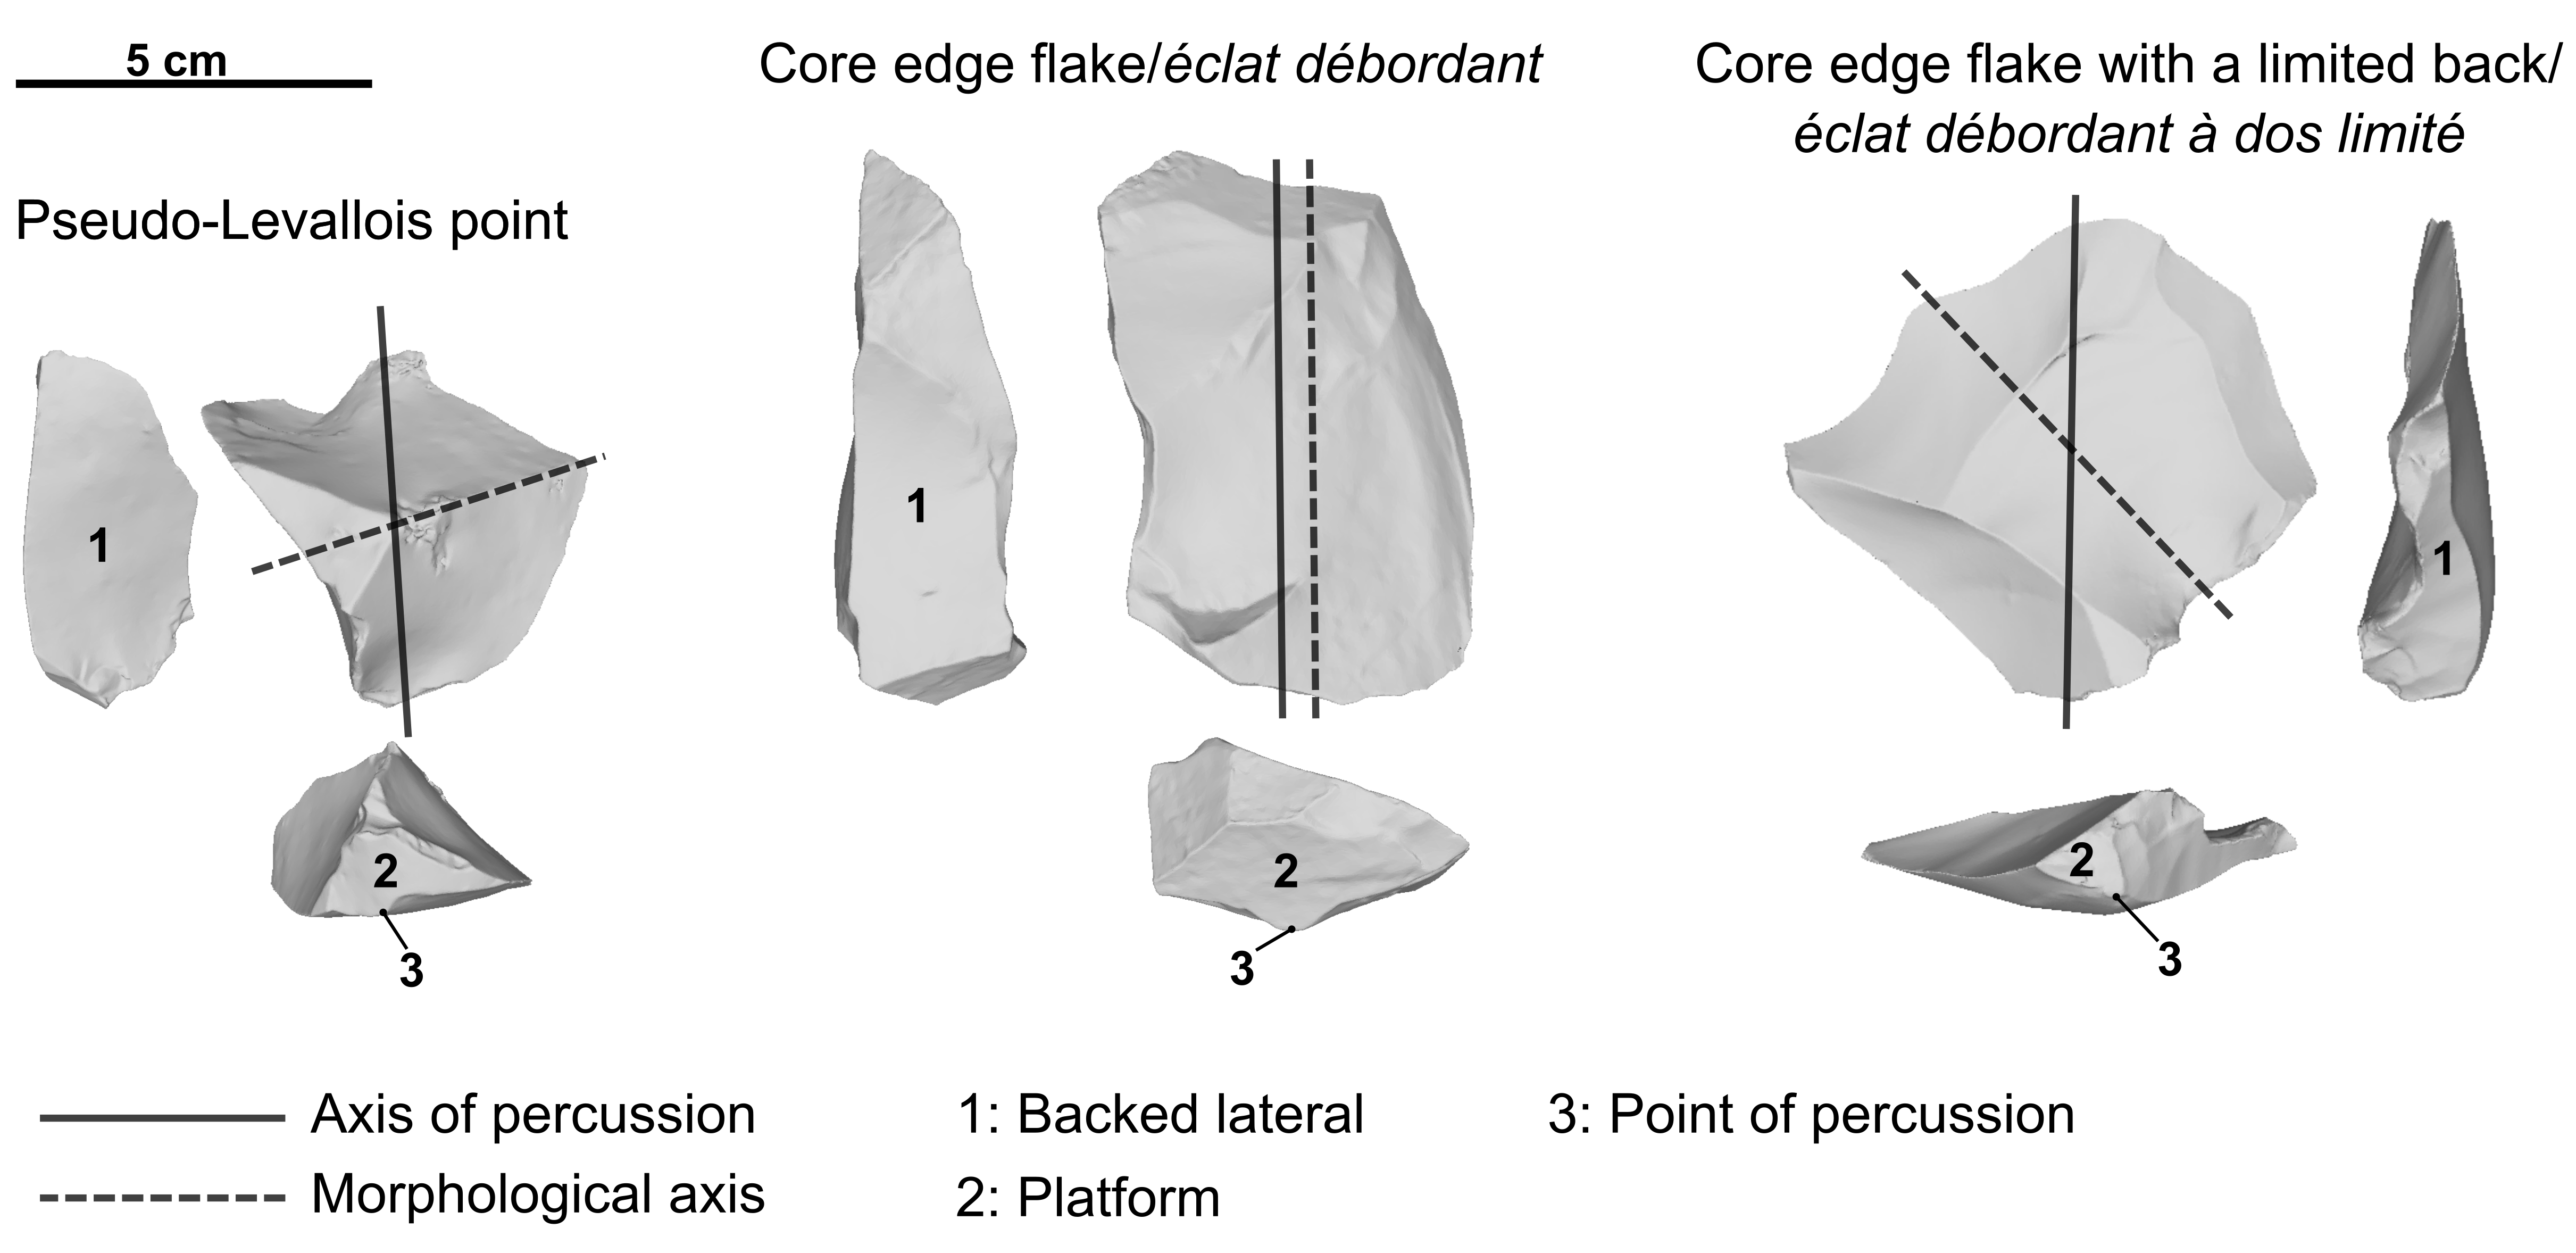 5 cm
Pseudo-Levallois point
1
2
3
Core edge flake/éclat débordant
1
2
3
Core edge flake with a limited back/
éclat débordant à dos limité
1
2
3
Axis of percussion
Morphological axis
1: Backed lateral
2: Platform
3: Point of percussion